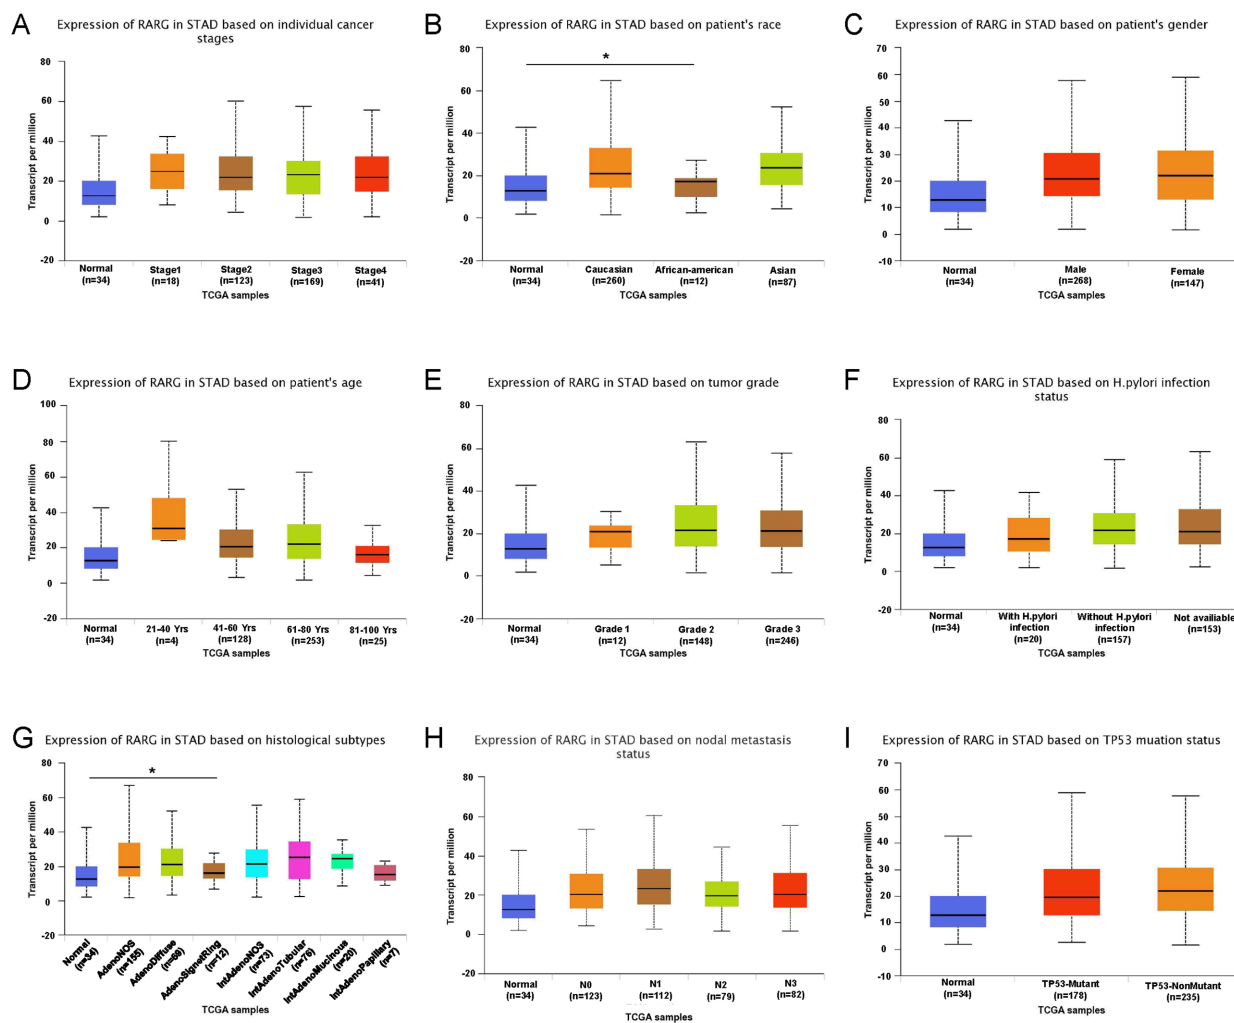 A
Expression of RARG in STAD based on individual cancer
stages
Transcript per million
80
60
40
20
0
-20
Normal
(n=34)
Stage1
(n=18)
Stage2
(n=123)
Stage3
(n=169)
Stage4
(n=41)
TCGA samples
B
Expression of RARG in STAD based on patient's race
Transcript per million
80
60
40
20
0
-20
*
Normal
(n=34)
Caucasian
(n=260)
African-american
(n=12)
Asian
(n=87)
TCGA samples
C
Expression of RARG in STAD based on patient's gender
Transcript per million
70
60
50
40
30
20
10
0
-10
Normal
(n=34)
Male
(n=268)
Female
(n=147)
TCGA samples
D
Expression of RARG in STAD based on patient's age
Transcript per million
100
80
60
40
20
0
-20
Normal
(n=34)
21-40 Yrs
(n=4)
41-60 Yrs
(n=128)
61-80 Yrs
(n=253)
81-100 Yrs
(n=25)
TCGA samples
E
Expression of RARG in STAD based on tumor grade
Transcript per million
80
60
40
20
0
-20
Normal
(n=34)
Grade 1
(n=12)
Grade 2
(n=148)
Grade 3
(n=246)
TCGA samples
F
Expression of RARG in STAD based on H.pylori infection
status
Transcript per million
80
60
40
20
0
-20
Normal
(n=34)
With H.pylori
infection
(n=20)
Without H.pylori
infection
(n=157)
Not availiable
(n=153)
TCGA samples
G
Expression of RARG in STAD based on histological subtypes
Transcript per million
80
60
40
20
0
-20
*
Normal
(n=34)
AdenoNOS
(n=155)
AdenoDiffuse
(n=69)
AdenoSignetRing
(n=12)
IntAdenoNOS
(n=73)
IntAdenoTubular
(n=76)
IntAdenoMucinous
(n=20)
IntAdenoPapillary
(n=7)
TCGA samples
H
Expression of RARG in STAD based on nodal metastasis
status
Transcript per million
80
60
40
20
0
-20
Normal
(n=34)
N0
(n=123)
N1
(n=112)
N2
(n=79)
N3
(n=82)
TCGA samples
I
Expression of RARG in STAD based on TP53 muation status
Transcript per million
70
60
50
40
30
20
10
0
-10
Normal
(n=34)
TP53-Mutant
(n=178)
TP53-NonMutant
(n=235)
TCGA samples